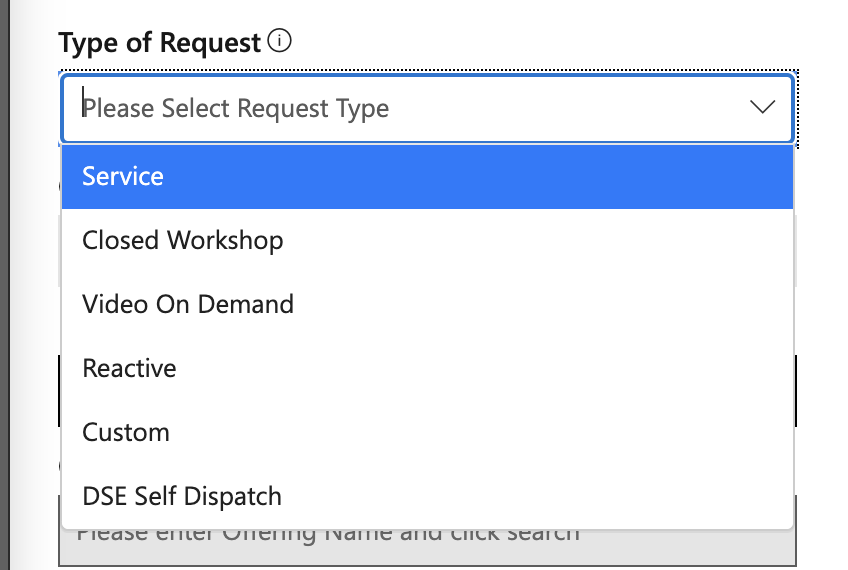 Type of Request
Please Select Request Type
Service
Closed Workshop
Video On Demand
Reactive
Custom
DSE Self Dispatch
Please enter Offering Name and click search